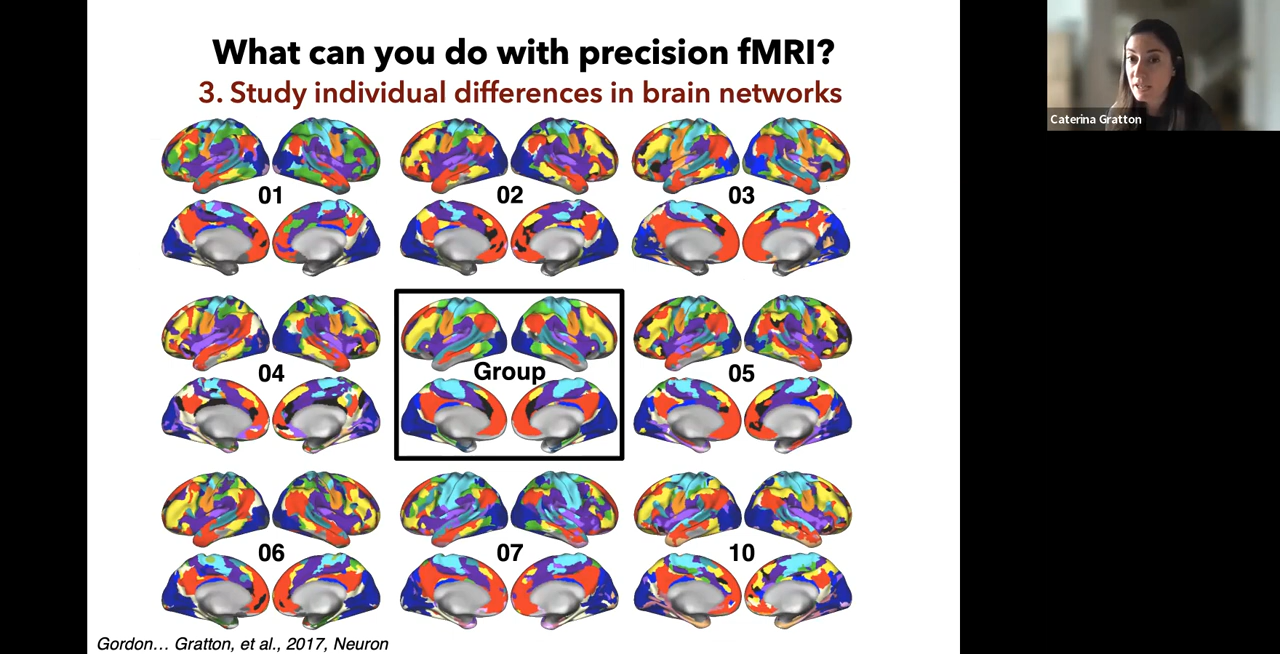 What can you do with precision fMRI?
3. Study individual differences in brain networks
Caterina Gratton
01
02
03
04
Group
05
06
07
10
Gordon... Gratton, et al., 2017, Neuron